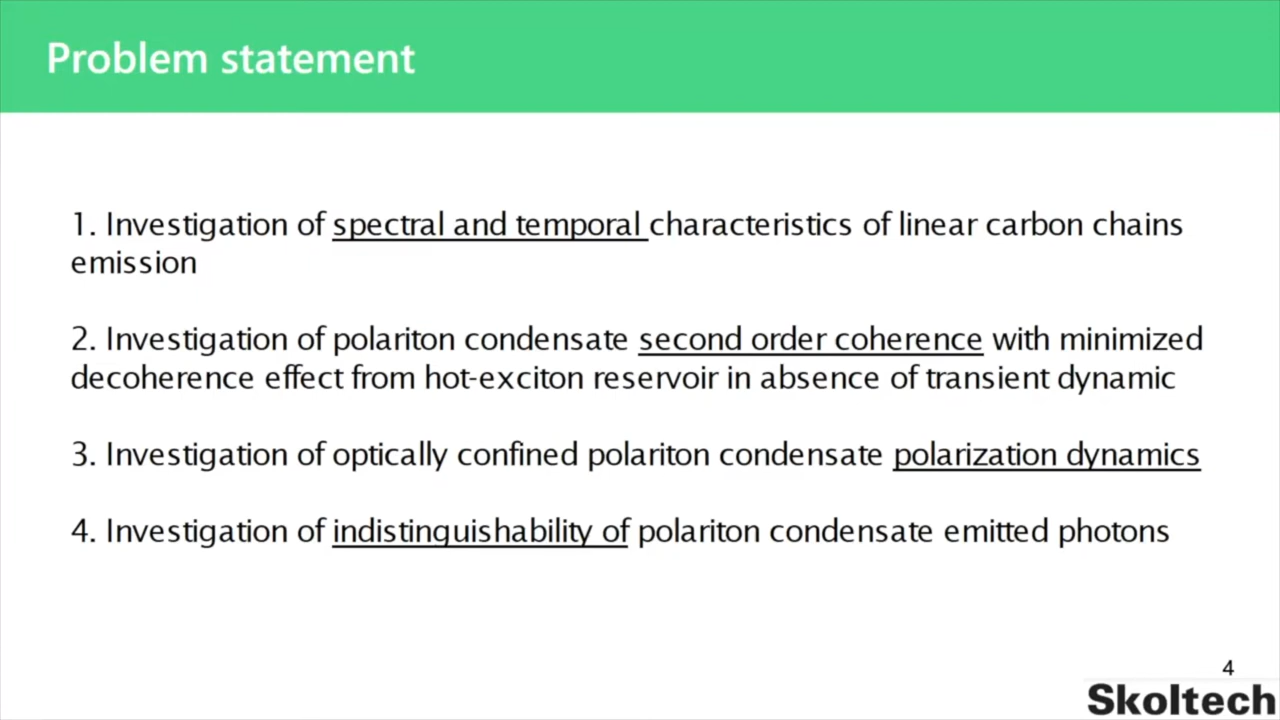 Problem statement
1. Investigation of spectral and temporal characteristics of linear carbon chains
emission
2. Investigation of polariton condensate second order coherence with minimized
decoherence effect from hot-exciton reservoir in absence of transient dynamic
3. Investigation of optically confined polariton condensate polarization dynamics
4. Investigation of indistinguishability of polariton condensate emitted photons
4
Skoltech